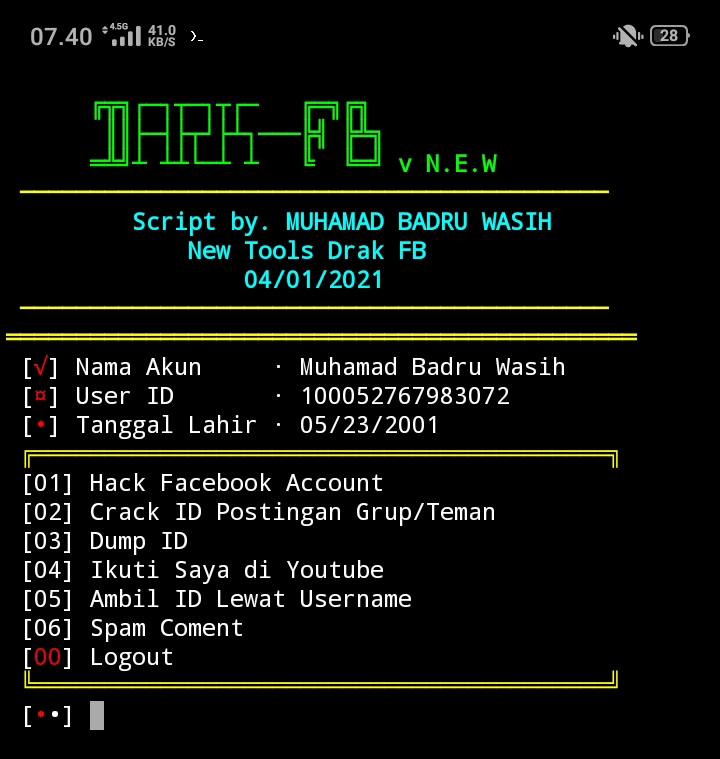 07.40 4.5G 41.0 KB/S 28
DARK-FB v N.E.W
Script by. MUHAMAD BADRU WASIH
New Tools Drak FB
04/01/2021
[√] Nama Akun · Muhamad Badru Wasih
[¤] User ID · 100052767983072
[•] Tanggal Lahir · 05/23/2001
[01] Hack Facebook Account
[02] Crack ID Postingan Grup/Teman
[03] Dump ID
[04] Ikuti Saya di Youtube
[05] Ambil ID Lewat Username
[06] Spam Coment
[00] Logout
[••]